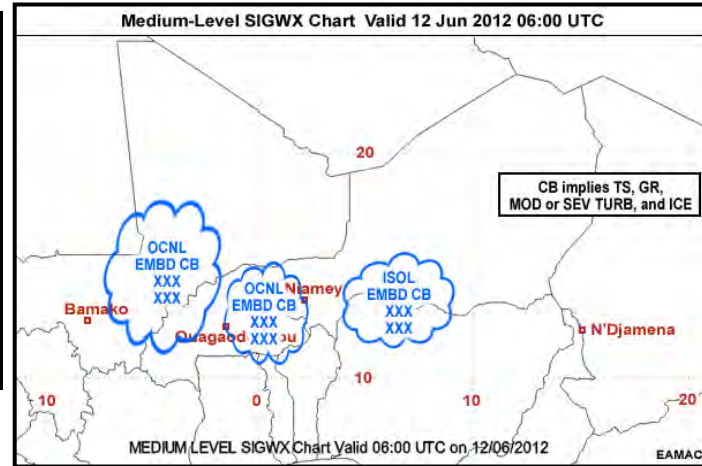 Medium-Level SIGWX Chart Valid 12 Jun 2012 06:00 UTC
20
CB implies TS, GR,
MOD or SEV TURB, and ICE
OCNL
EMBD CB
XXX
XXX
OCNL
EMBD CB
XXX
XXX
Niamey
ISOL
EMBD CB
XXX
XXX
Bamako
Ouagaod ou
N'Djamena
10
10
0
10
20
MEDIUM LEVEL SIGWX Chart Valid 06:00 UTC on 12/06/2012
EAMAC